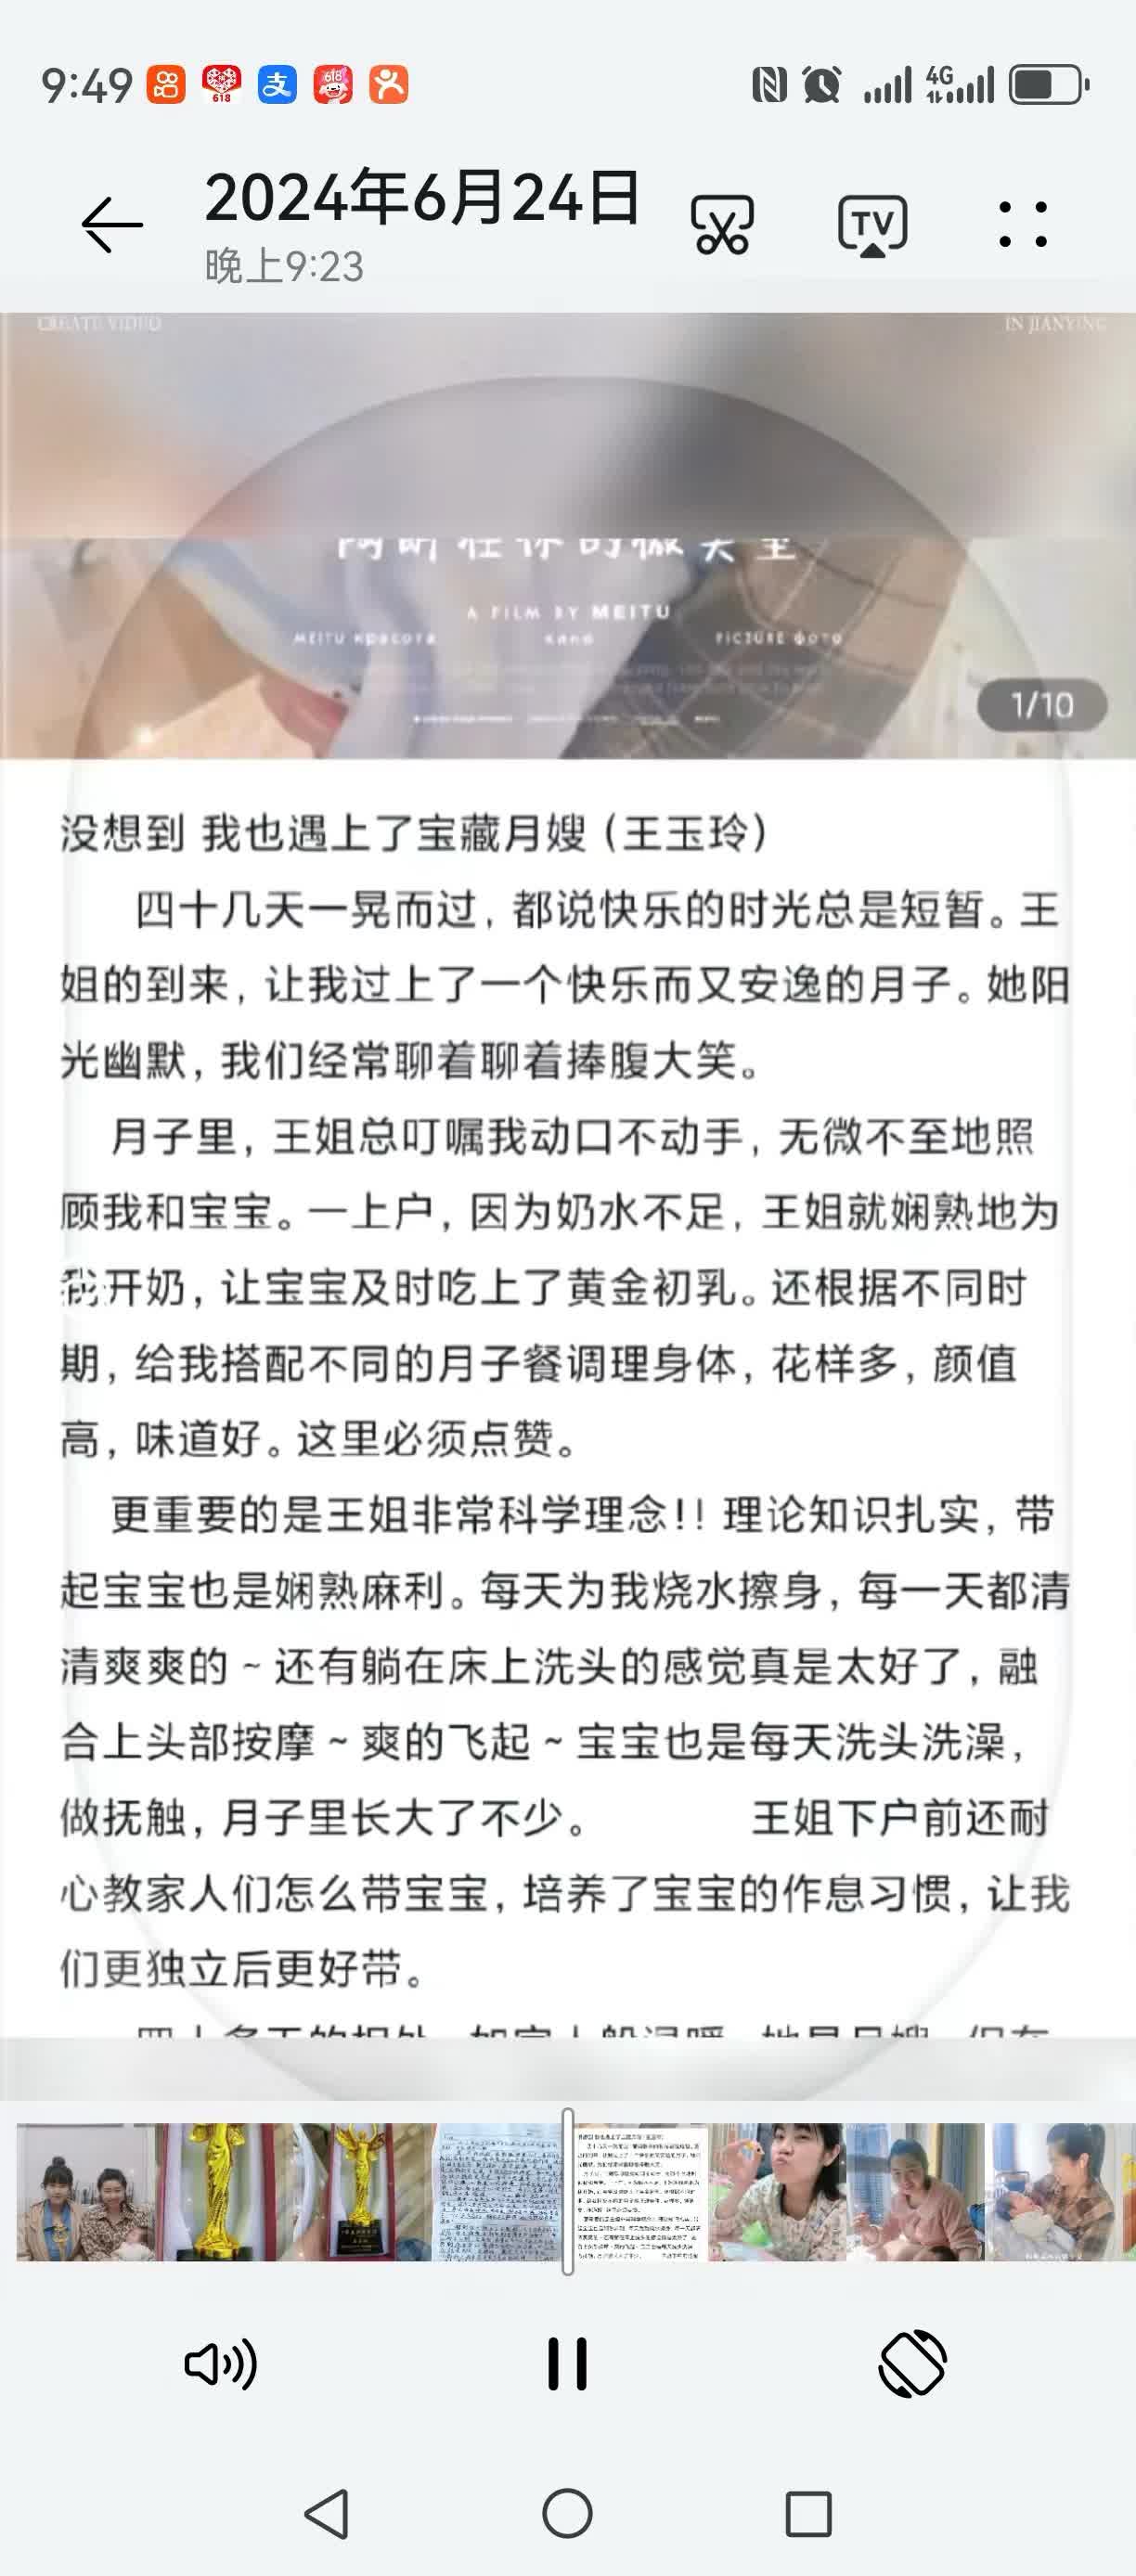 9:49
618
支
618
4G
2024年6月24日
TV
晚上9:23
CREATE VIDEO
IN JIANYING
阿 在你的微笑里
A FILM BY MEITU
MEITU красота
кино
PICTURE фото
1/10
没想到 我也遇上了宝藏月嫂（王玉玲）
四十几天一晃而过，都说快乐的时光总是短暂。王
姐的到来，让我过上了一个快乐而又安逸的月子。她阳
光幽默，我们经常聊着聊着捧腹大笑。
月子里，王姐总叮嘱我动口不动手，无微不至地照
顾我和宝宝。一上户，因为奶水不足，王姐就娴熟地为
我开奶，让宝宝及时吃上了黄金初乳。还根据不同时
期，给我搭配不同的月子餐调理身体，花样多，颜值
高，味道好。这里必须点赞。
更重要的是王姐非常科学理念!! 理论知识扎实，带
起宝宝也是娴熟麻利。每天为我烧水擦身，每一天都清
清爽爽的 ~ 还有躺在床上洗头的感觉真是太好了，融
合上头部按摩 ~ 爽的飞起 ~ 宝宝也是每天洗头洗澡，
做抚触，月子里长大了不少。 王姐下户前还耐
心教家人们怎么带宝宝，培养了宝宝的作息习惯，让我
们更独立后更好带。